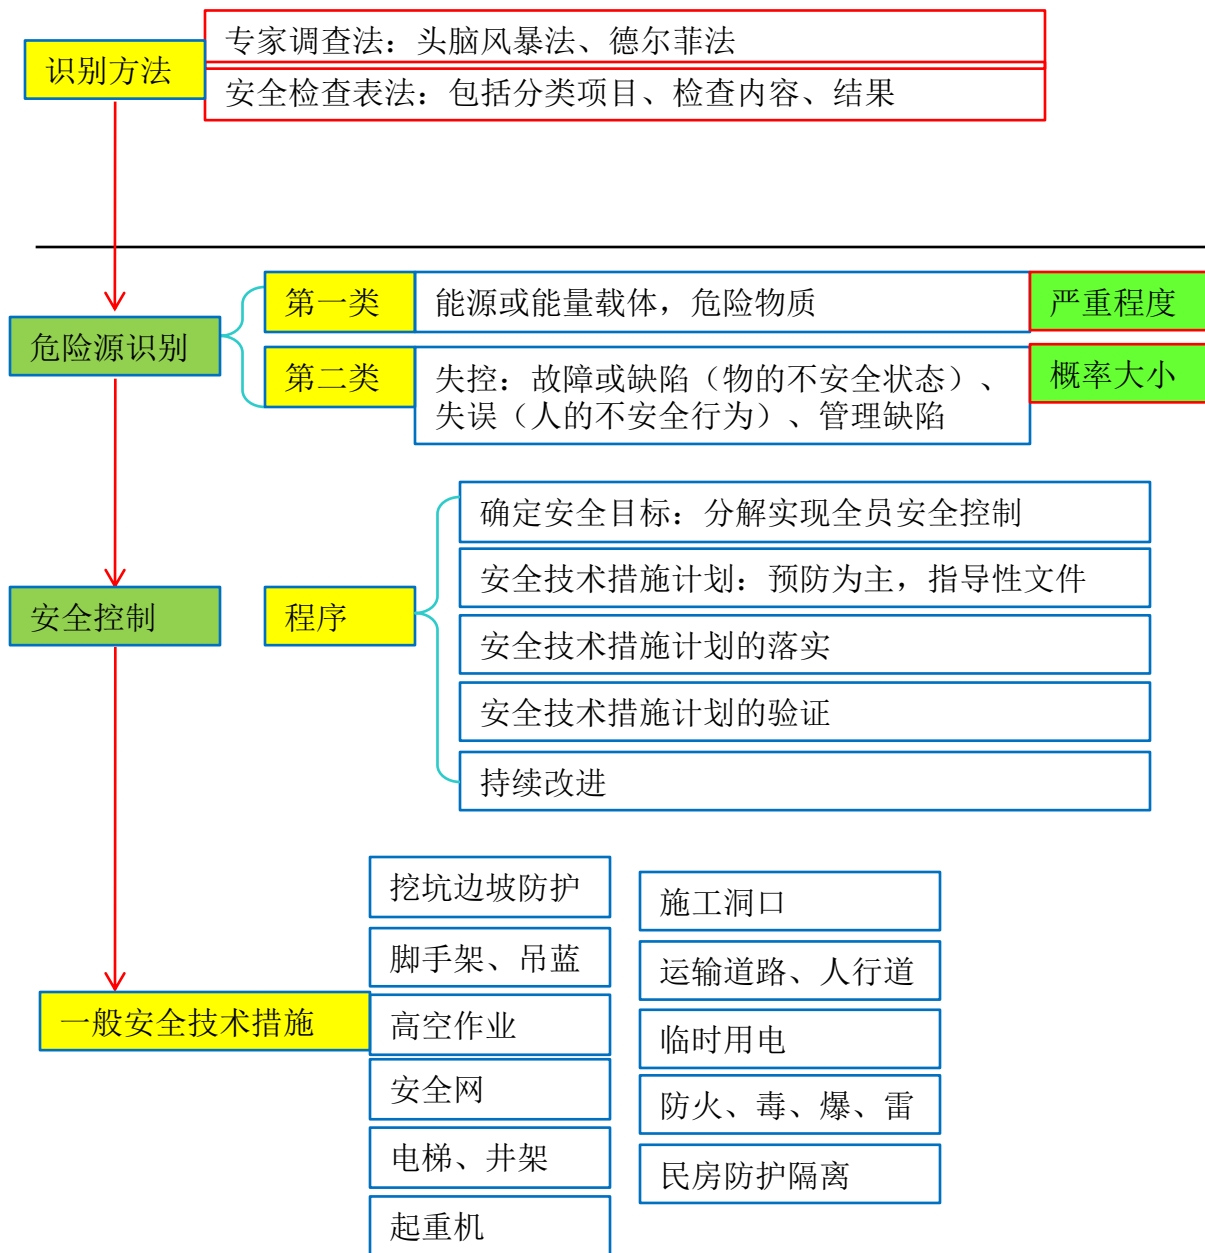 识别方法
专家调查法：头脑风暴法、德尔菲法
安全检查表法：包括分类项目、检查内容、结果
危险源识别
第一类
能源或能量载体，危险物质
严重程度
第二类
失控：故障或缺陷（物的不安全状态）、
失误（人的不安全行为）、管理缺陷
概率大小
安全控制
程序
确定安全目标：分解实现全员安全控制
安全技术措施计划：预防为主，指导性文件
安全技术措施计划的落实
安全技术措施计划的验证
持续改进
一般安全技术措施
挖坑边坡防护
脚手架、吊蓝
高空作业
安全网
电梯、井架
起重机
施工洞口
运输道路、人行道
临时用电
防火、毒、爆、雷
民房防护隔离